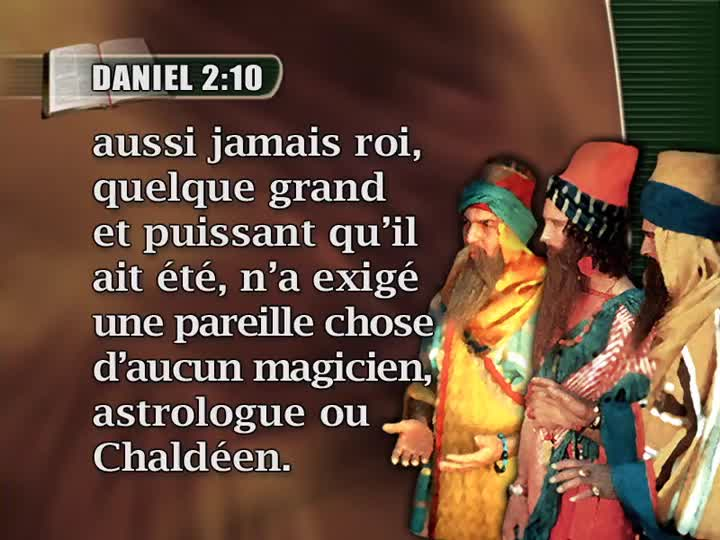 DANIEL 2:10
aussi jamais roi,
quelque grand
et puissant qu’il
ait été, n’a exigé
une pareille chose
d’aucun magicien,
astrologue ou
Chaldéen.